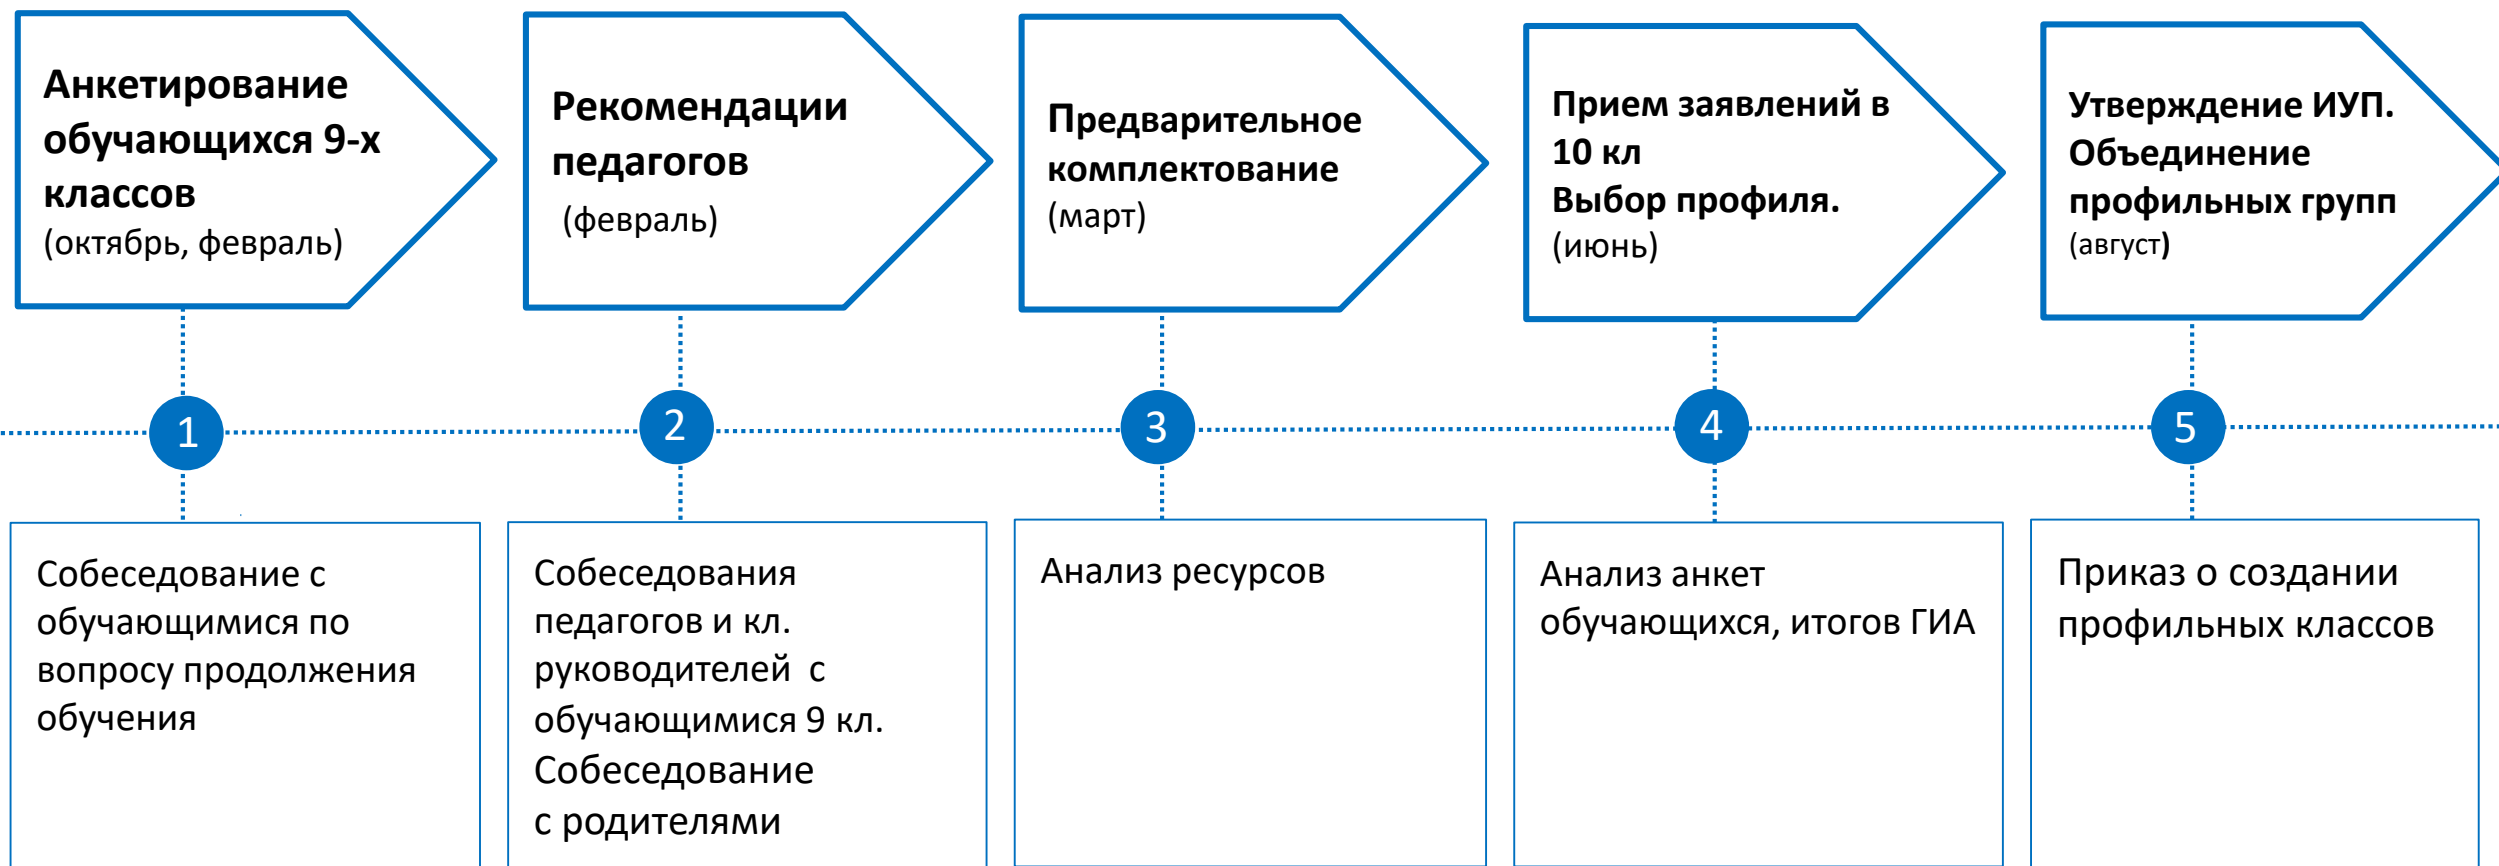 Анкетирование
обучающихся 9-х
классов
(октябрь, февраль)
Рекомендации
педагогов
(февраль)
Предварительное
комплектование
(март)
Прием заявлений в
10 кл
Выбор профиля.
(июнь)
Утверждение ИУП.
Объединение
профильных групп
(август)
1
2
3
4
5
Собеседование с
обучающимися по
вопросу продолжения
обучения
Собеседования
педагогов и кл.
руководителей с
обучающимися 9 кл.
Собеседование
с родителями
Анализ ресурсов
Анализ анкет
обучающихся, итогов ГИА
Приказ о создании
профильных классов